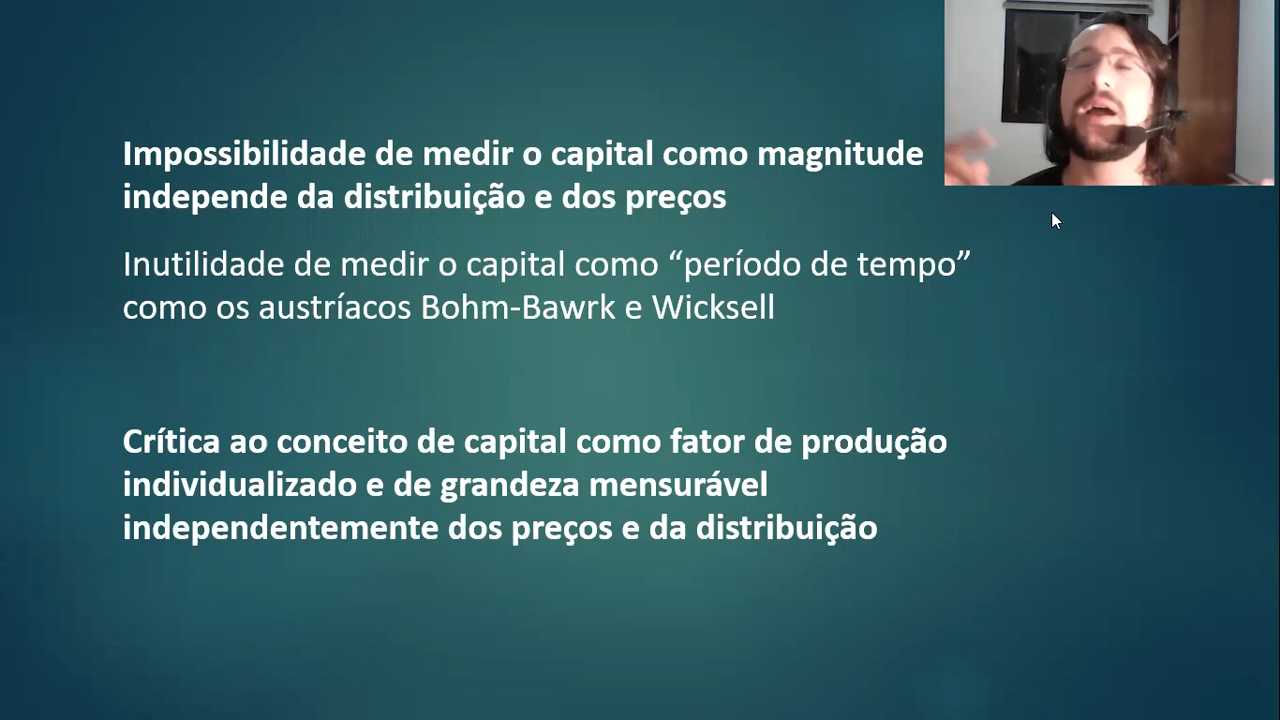 Impossibilidade de medir o capital como magnitude
independe da distribuição e dos preços
Inutilidade de medir o capital como “período de tempo”
como os austríacos Bohm-Bawrk e Wicksell
Crítica ao conceito de capital como fator de produção
individualizado e de grandeza mensurável
independentemente dos preços e da distribuição